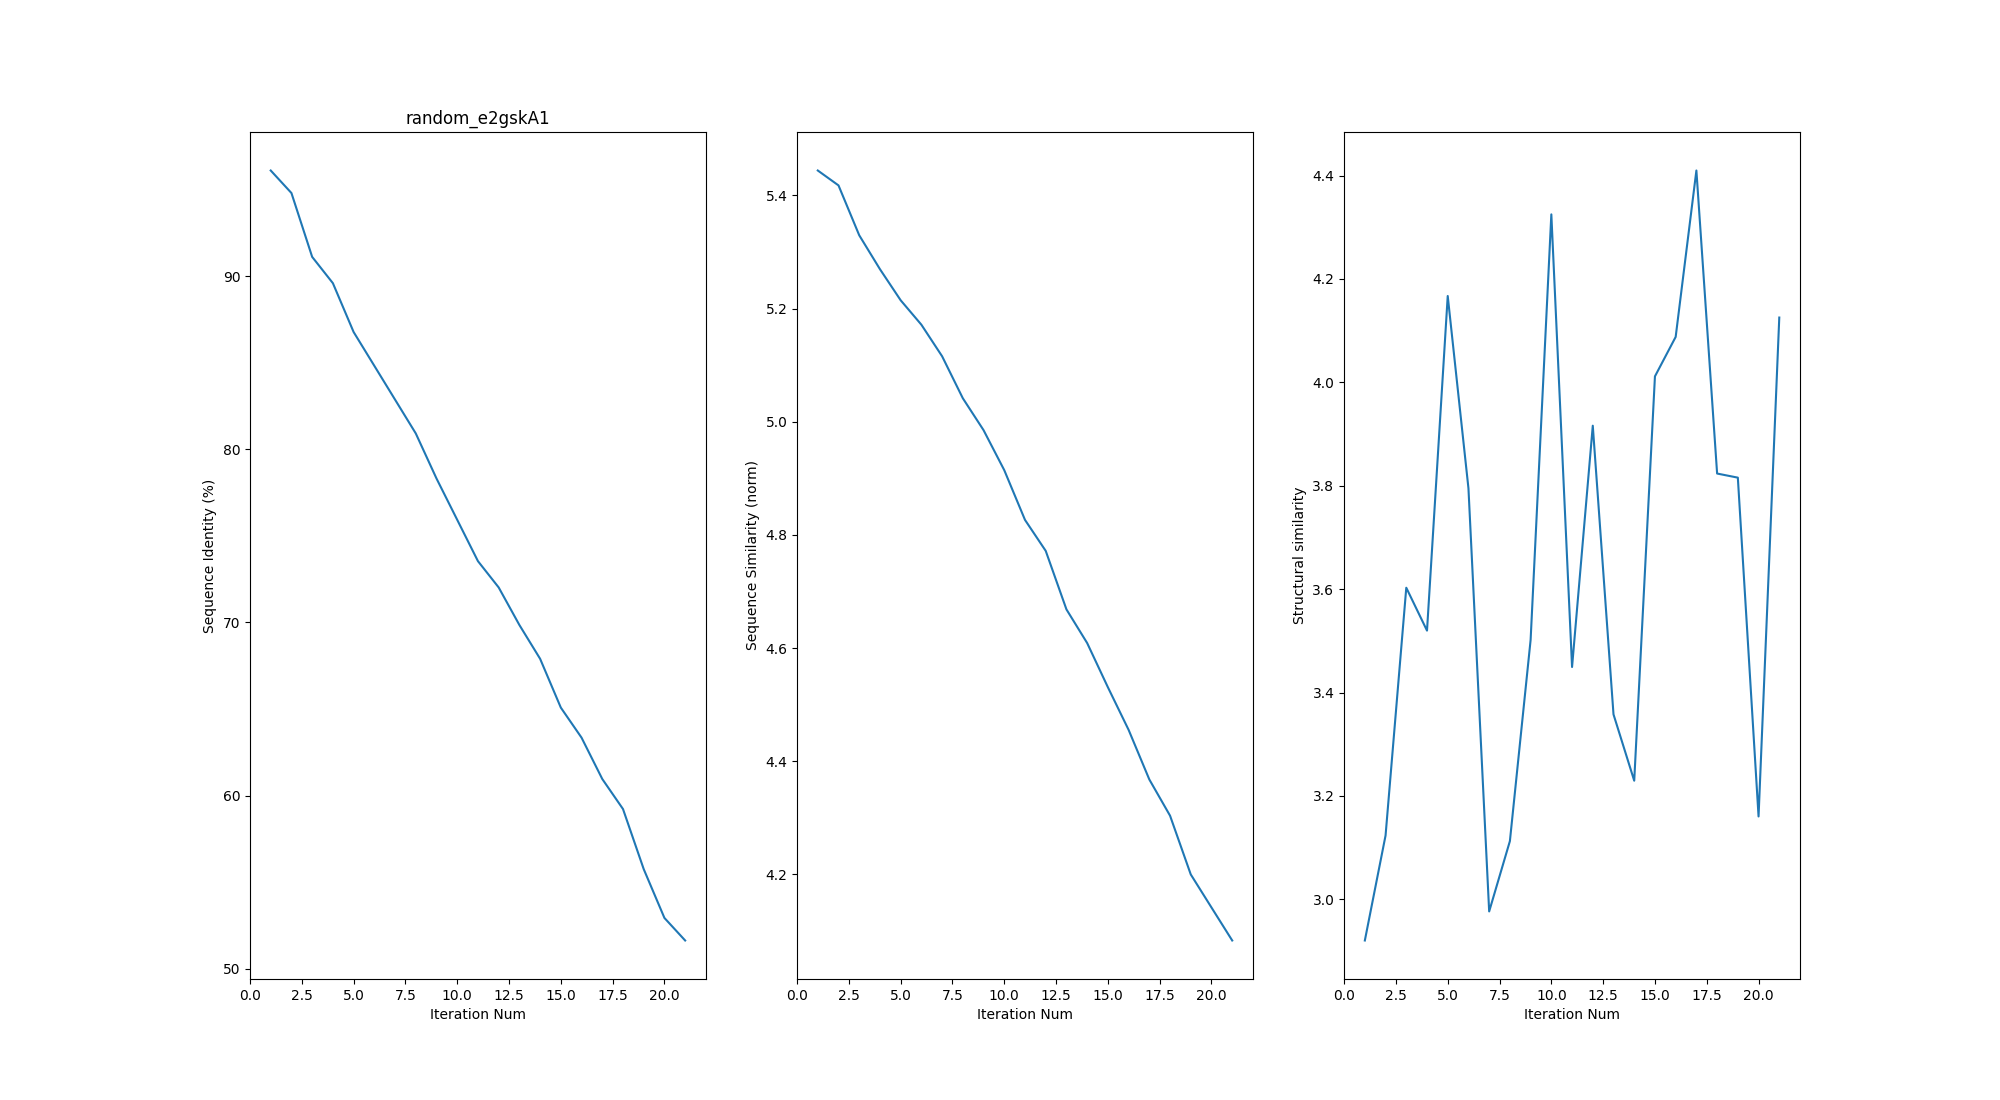 random_e2gskA1
Sequence Identity (%)
90
80
70
60
50
0.0 2.5 5.0 7.5 10.0 12.5 15.0 17.5 20.0
Iteration Num
Sequence Similarity (norm)
5.4
5.2
5.0
4.8
4.6
4.4
4.2
0.0 2.5 5.0 7.5 10.0 12.5 15.0 17.5 20.0
Iteration Num
Structural similarity
4.4
4.2
4.0
3.8
3.6
3.4
3.2
3.0
0.0 2.5 5.0 7.5 10.0 12.5 15.0 17.5 20.0
Iteration Num